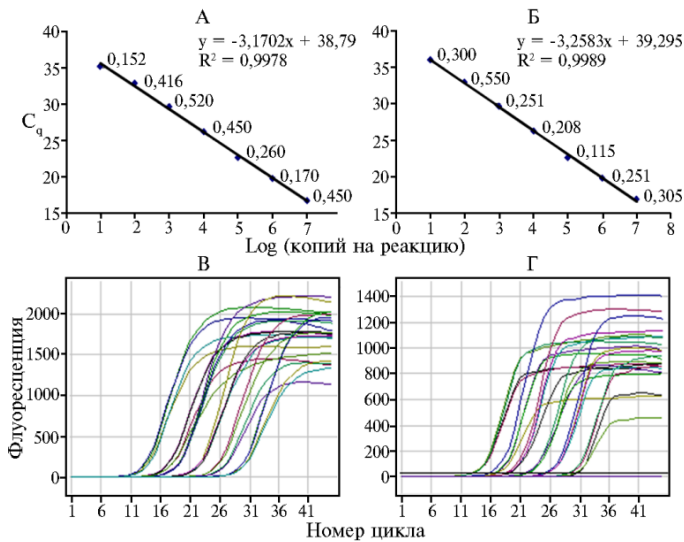 А
Б
y = -3,1702x + 38,79
R² = 0,9978
y = -3,2583x + 39,295
R² = 0,9989
Cq
40
35
30
25
20
15
0,152
0,416
0,520
0,450
0,260
0,170
0,450
0 1 2 3 4 5 6 7
40
35
30
25
20
15
0,300
0,550
0,251
0,208
0,115
0,251
0,305
0 1 2 3 4 5 6 7 8
Log (копий на реакцию)
В
Г
Флуоресценция
2000
1500
1000
500
0
1 6 11 16 21 26 31 36 41
1400
1200
1000
800
600
400
200
0
1 6 11 16 21 26 31 36 41
Номер цикла